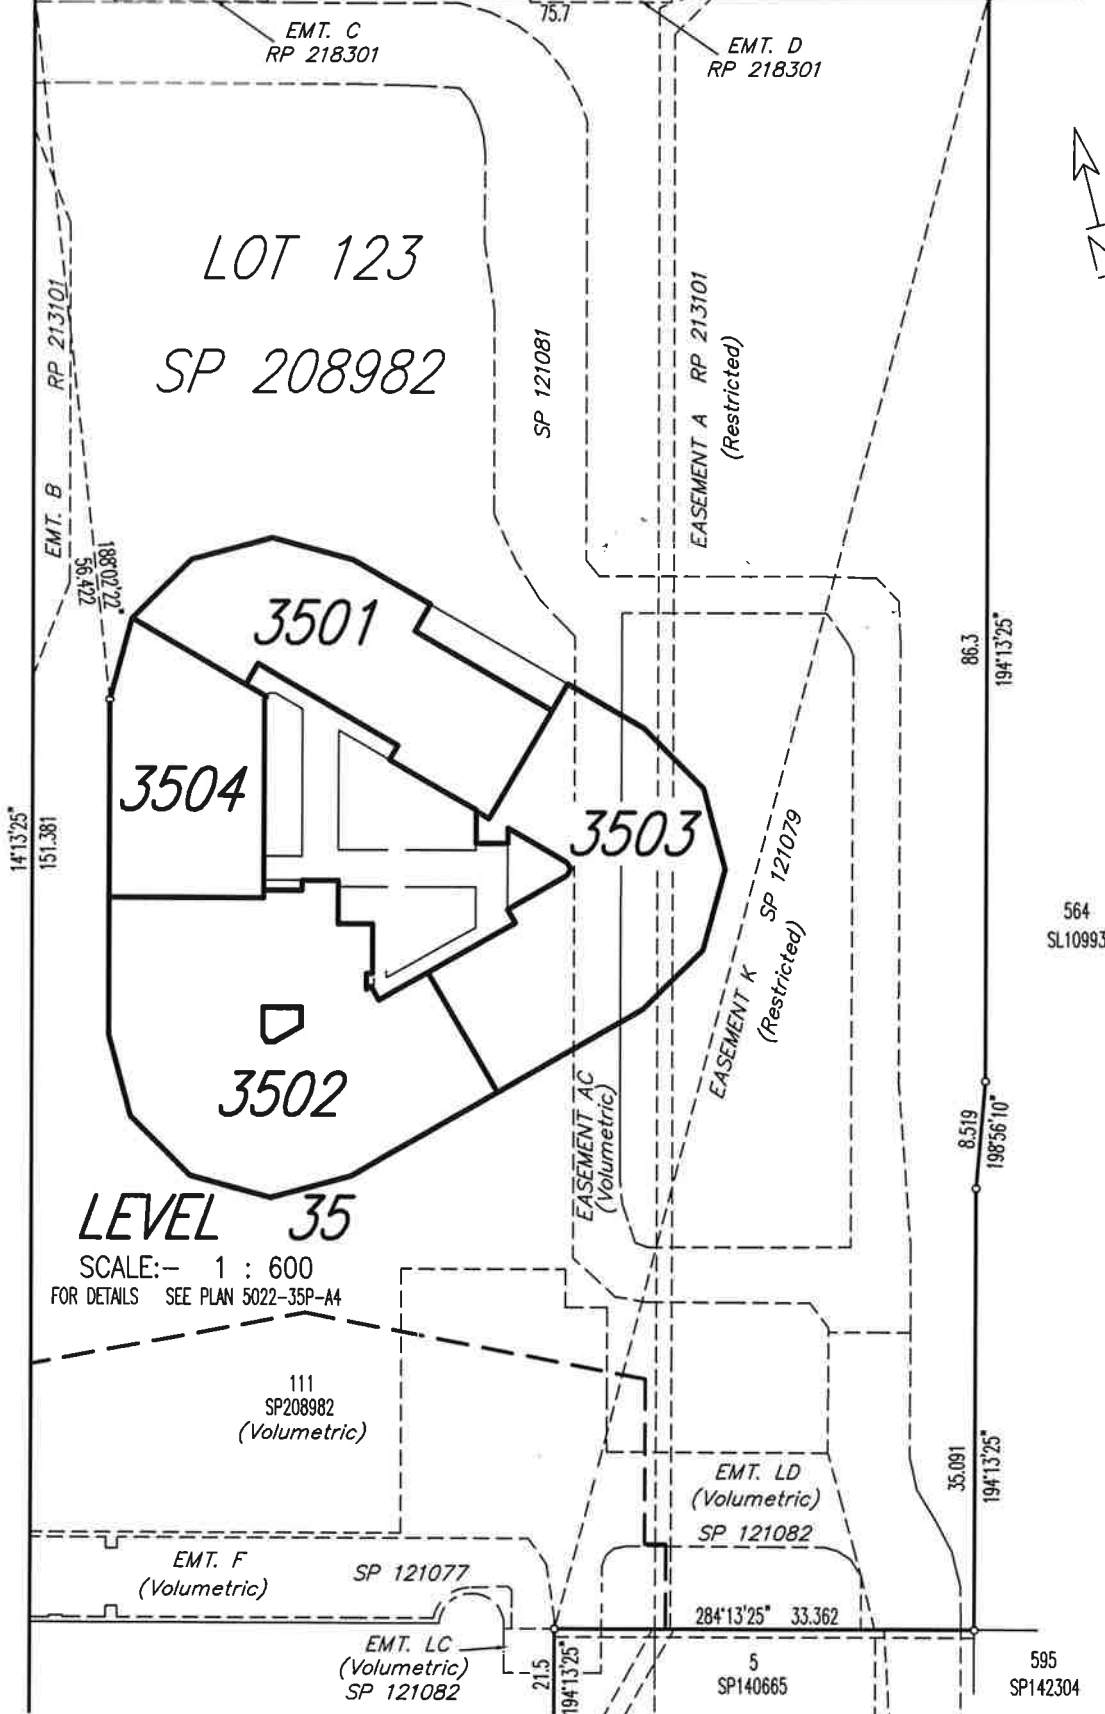 75.7
EMT. C
RP 218301
EMT. D
RP 218301
LOT 123
SP 208982
RP 213101
EMT. B
SP 121081
EASEMENT A RP 213101
(Restricted)
188°02'22"
56.422
3501
86.3
194°13'25"
3504
3503
14°13'25"
151.381
SP 121079
EASEMENT K
(Restricted)
564
SL10993
3502
EASEMENT AC
(Volumetric)
8.519
198°56'10"
LEVEL 35
SCALE:- 1 : 600
FOR DETAILS SEE PLAN 5022-35P-A4
111
SP208982
(Volumetric)
35.091
194°13'25"
EMT. LD
(Volumetric)
SP 121082
EMT. F
(Volumetric)
SP 121077
284°13'25" 33.362
EMT. LC
(Volumetric)
SP 121082
21.5
194°13'25"
5
SP140665
595
SP142304